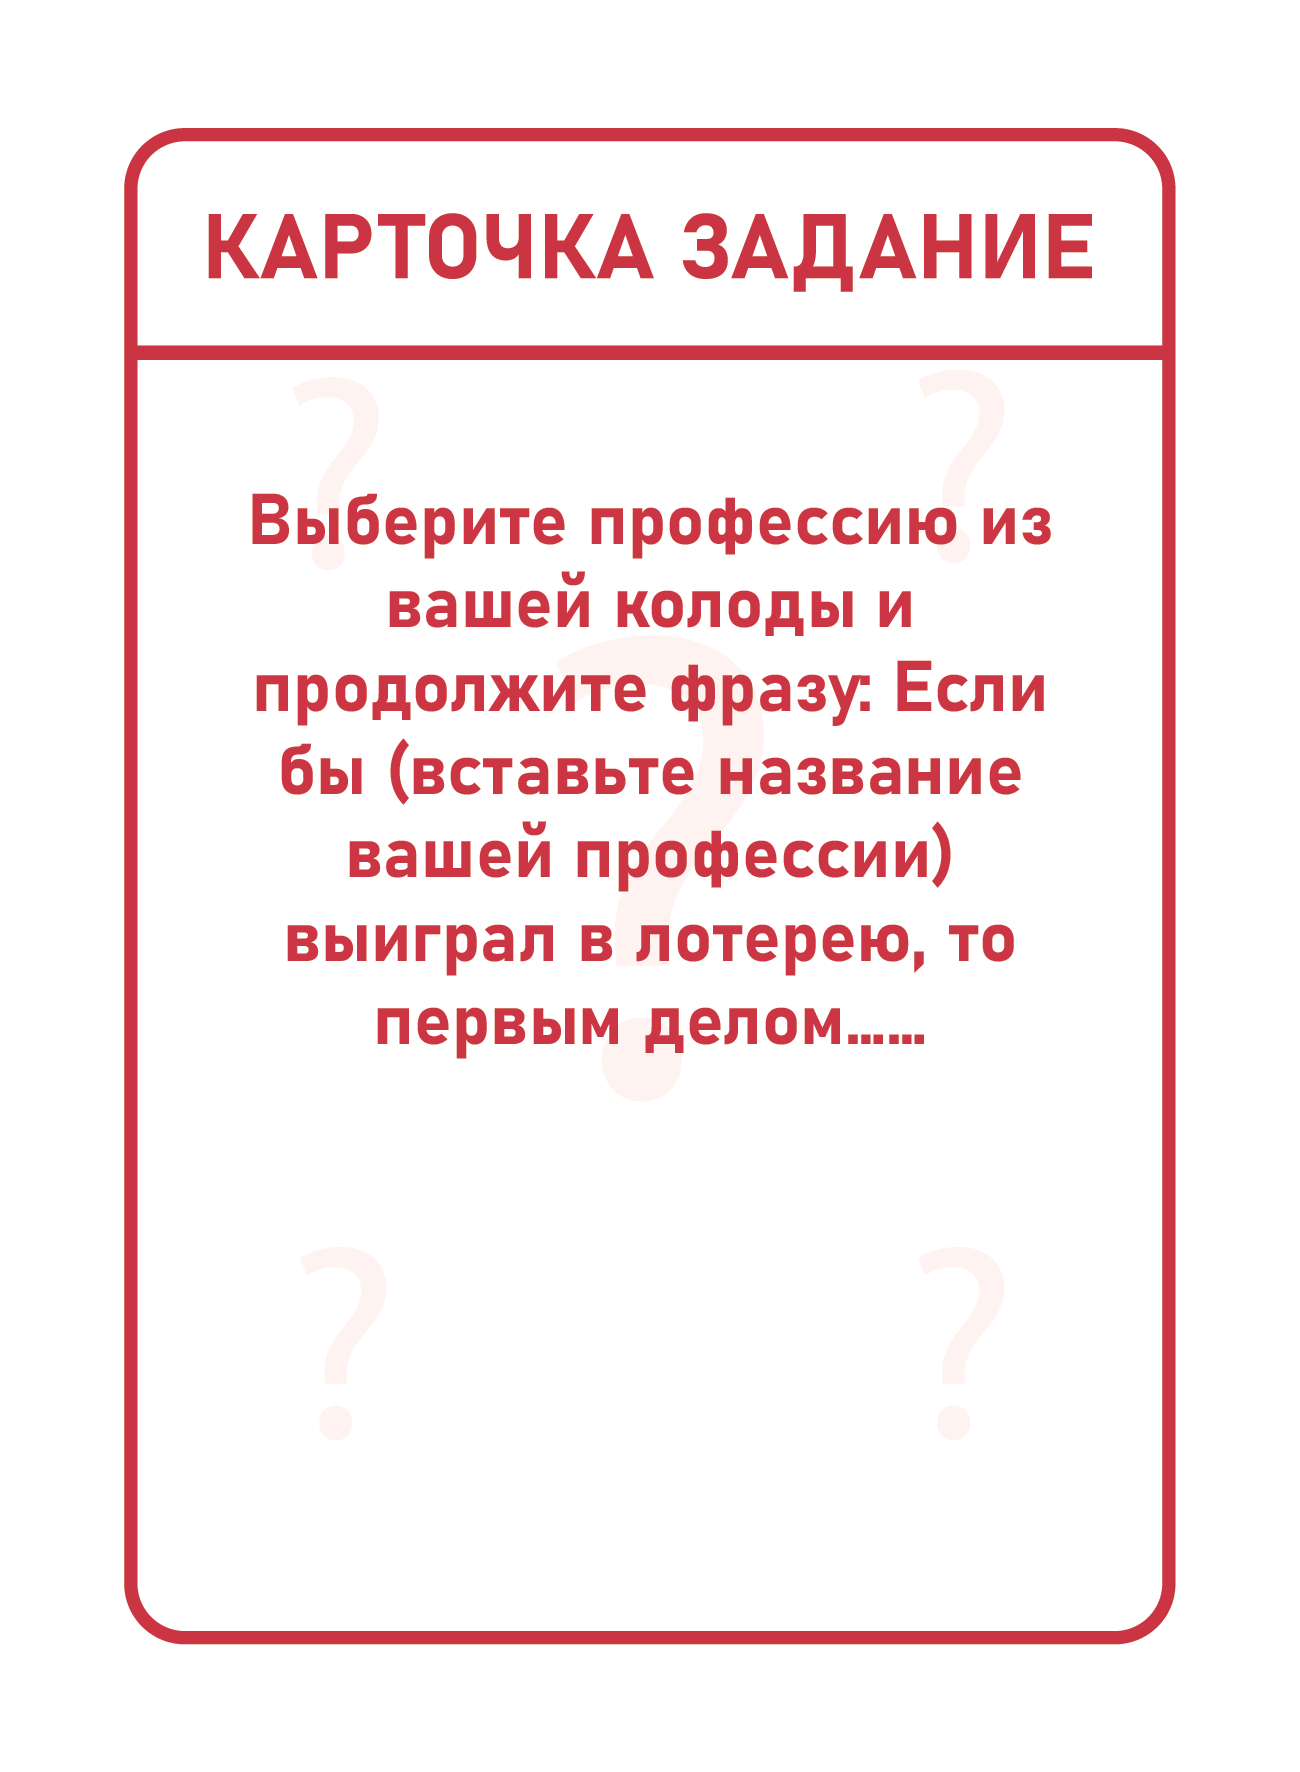 КАРТОЧКА ЗАДАНИЕ
Выберите профессию из
вашей колоды и
продолжите фразу: Если
бы (вставьте название
вашей профессии)
выиграл в лотерею, то
первым делом……